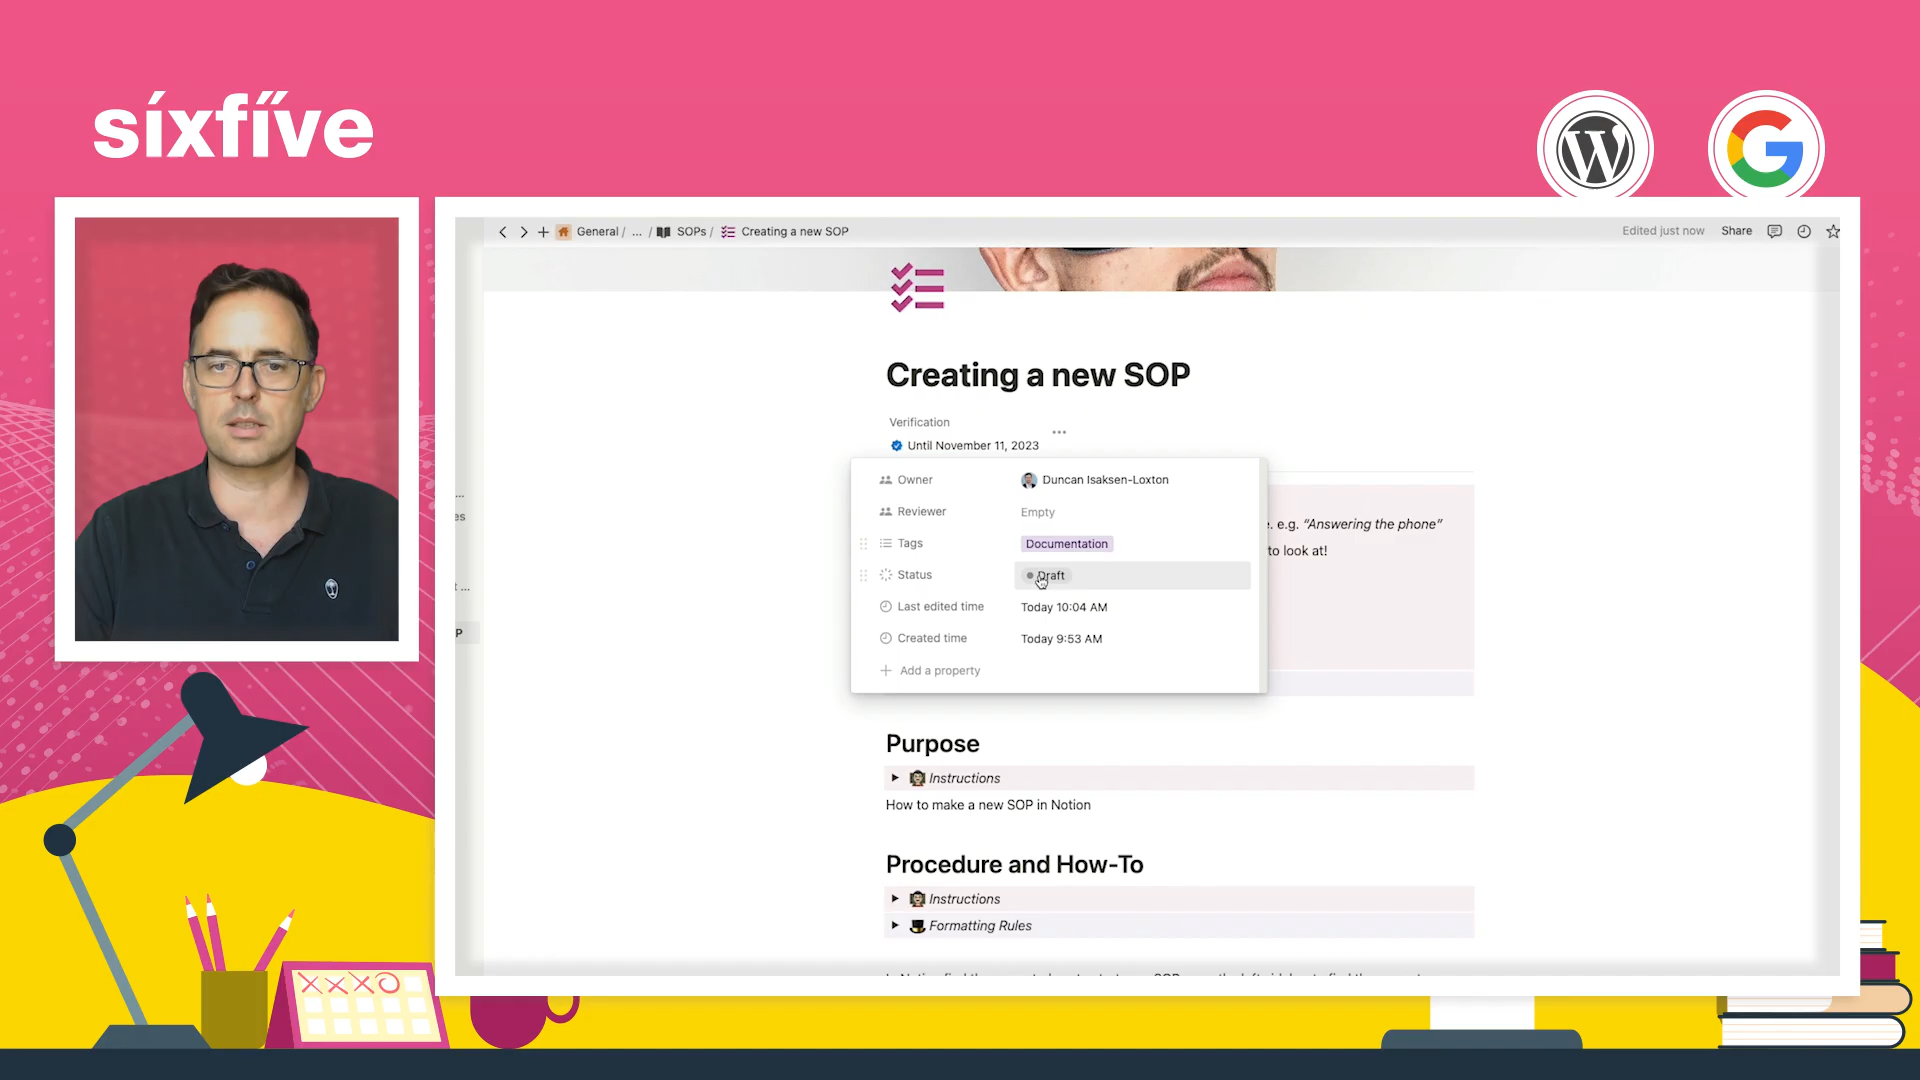 síxfíve
General / ... / SOPs / Creating a new SOP
Edited just now Share
Creating a new SOP
Verification
Until November 11, 2023
Owner Duncan Isaksen-Loxton
Reviewer Empty
Tags Documentation
Status Draft
Last edited time Today 10:04 AM
Created time Today 9:53 AM
Add a property
e. e.g. “Answering the phone”
to look at!
...
es
t ...
P
Purpose
Instructions
How to make a new SOP in Notion
Procedure and How-To
Instructions
Formatting Rules